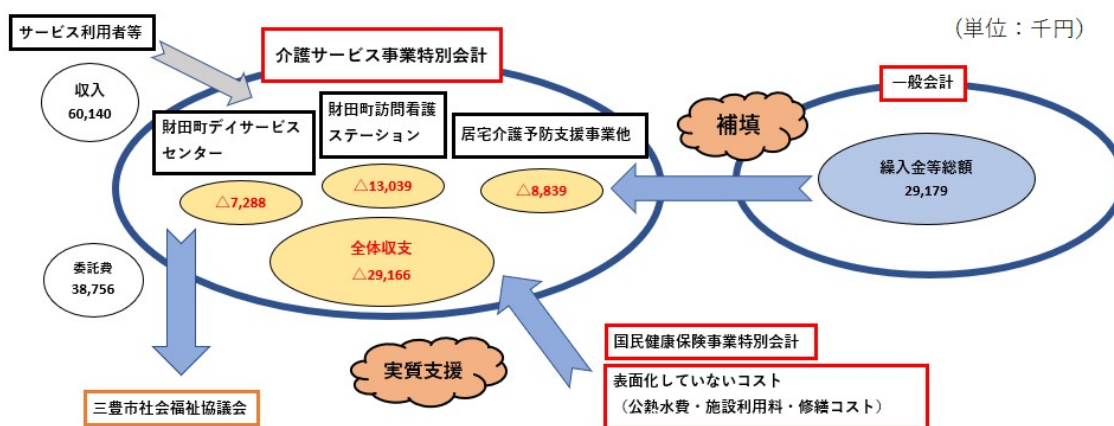 サービス利用者等
(単位：千円)
介護サービス事業特別会計
収入
60,140
一般会計
財田町デイサービス
センター
財田町訪問看護
ステーション
居宅介護予防支援事業他
補填
△7,288
△13,039
△8,839
繰入金等総額
29,179
全体収支
△29,166
委託費
38,756
実質支援
国民健康保険事業特別会計
表面化していないコスト
（公熱水費・施設利用料・修繕コスト）
三豊市社会福祉協議会